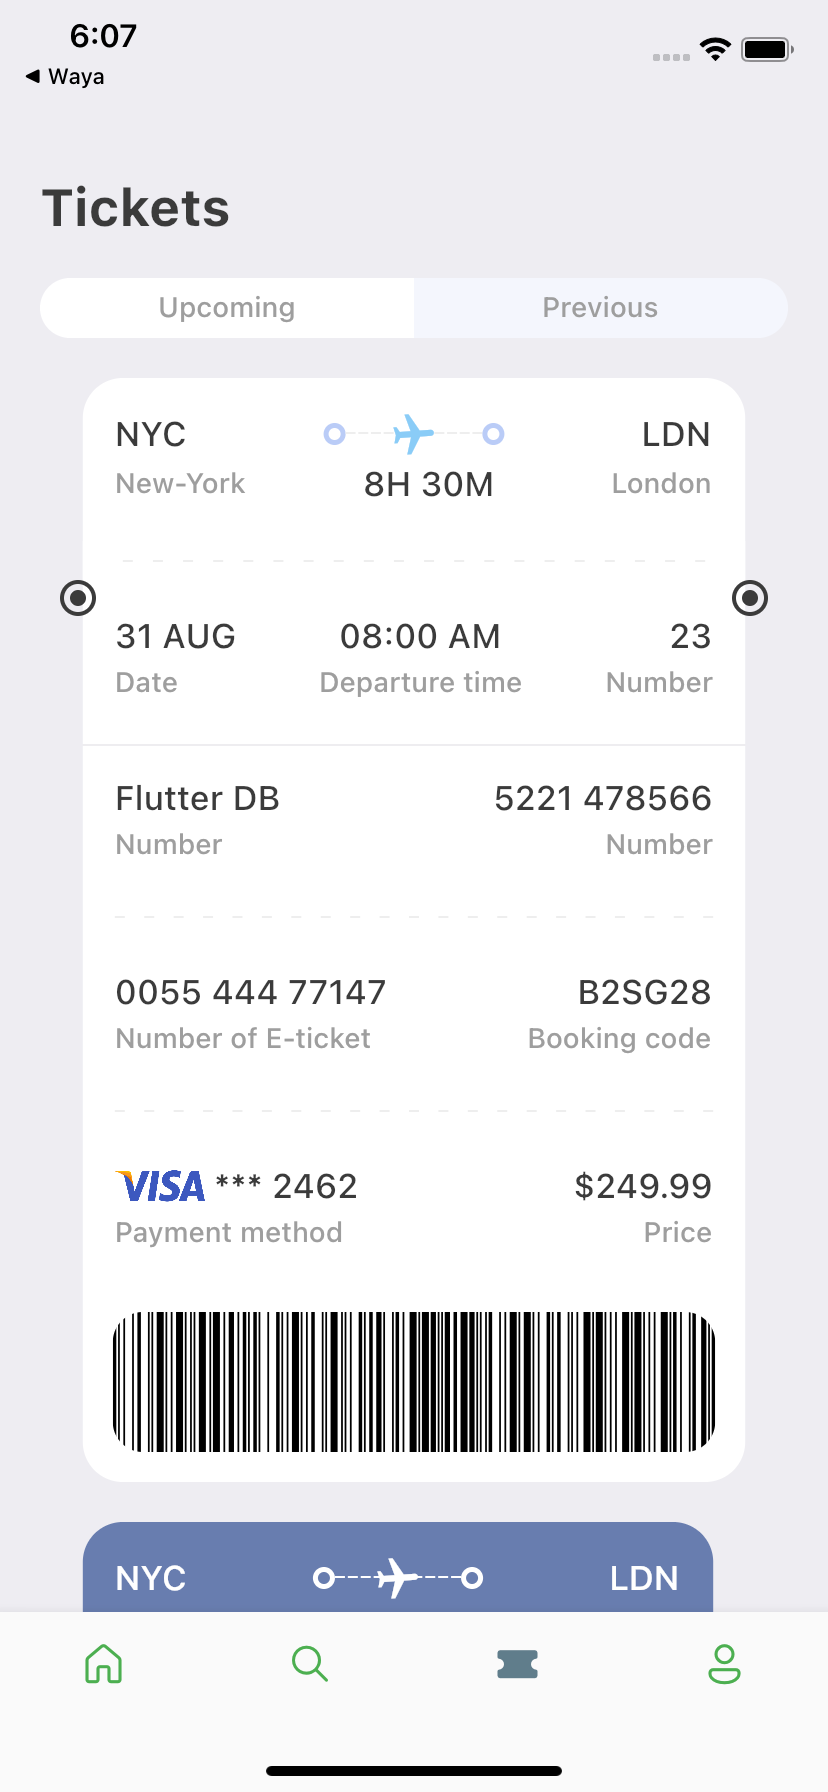 6:07
◀ Waya
Tickets
Upcoming Previous
NYC LDN
New-York 8H 30M London
31 AUG 08:00 AM 23
Date Departure time Number
Flutter DB 5221 478566
Number Number
0055 444 77147 B2SG28
Number of E-ticket Booking code
VISA *** 2462 $249.99
Payment method Price
NYC LDN